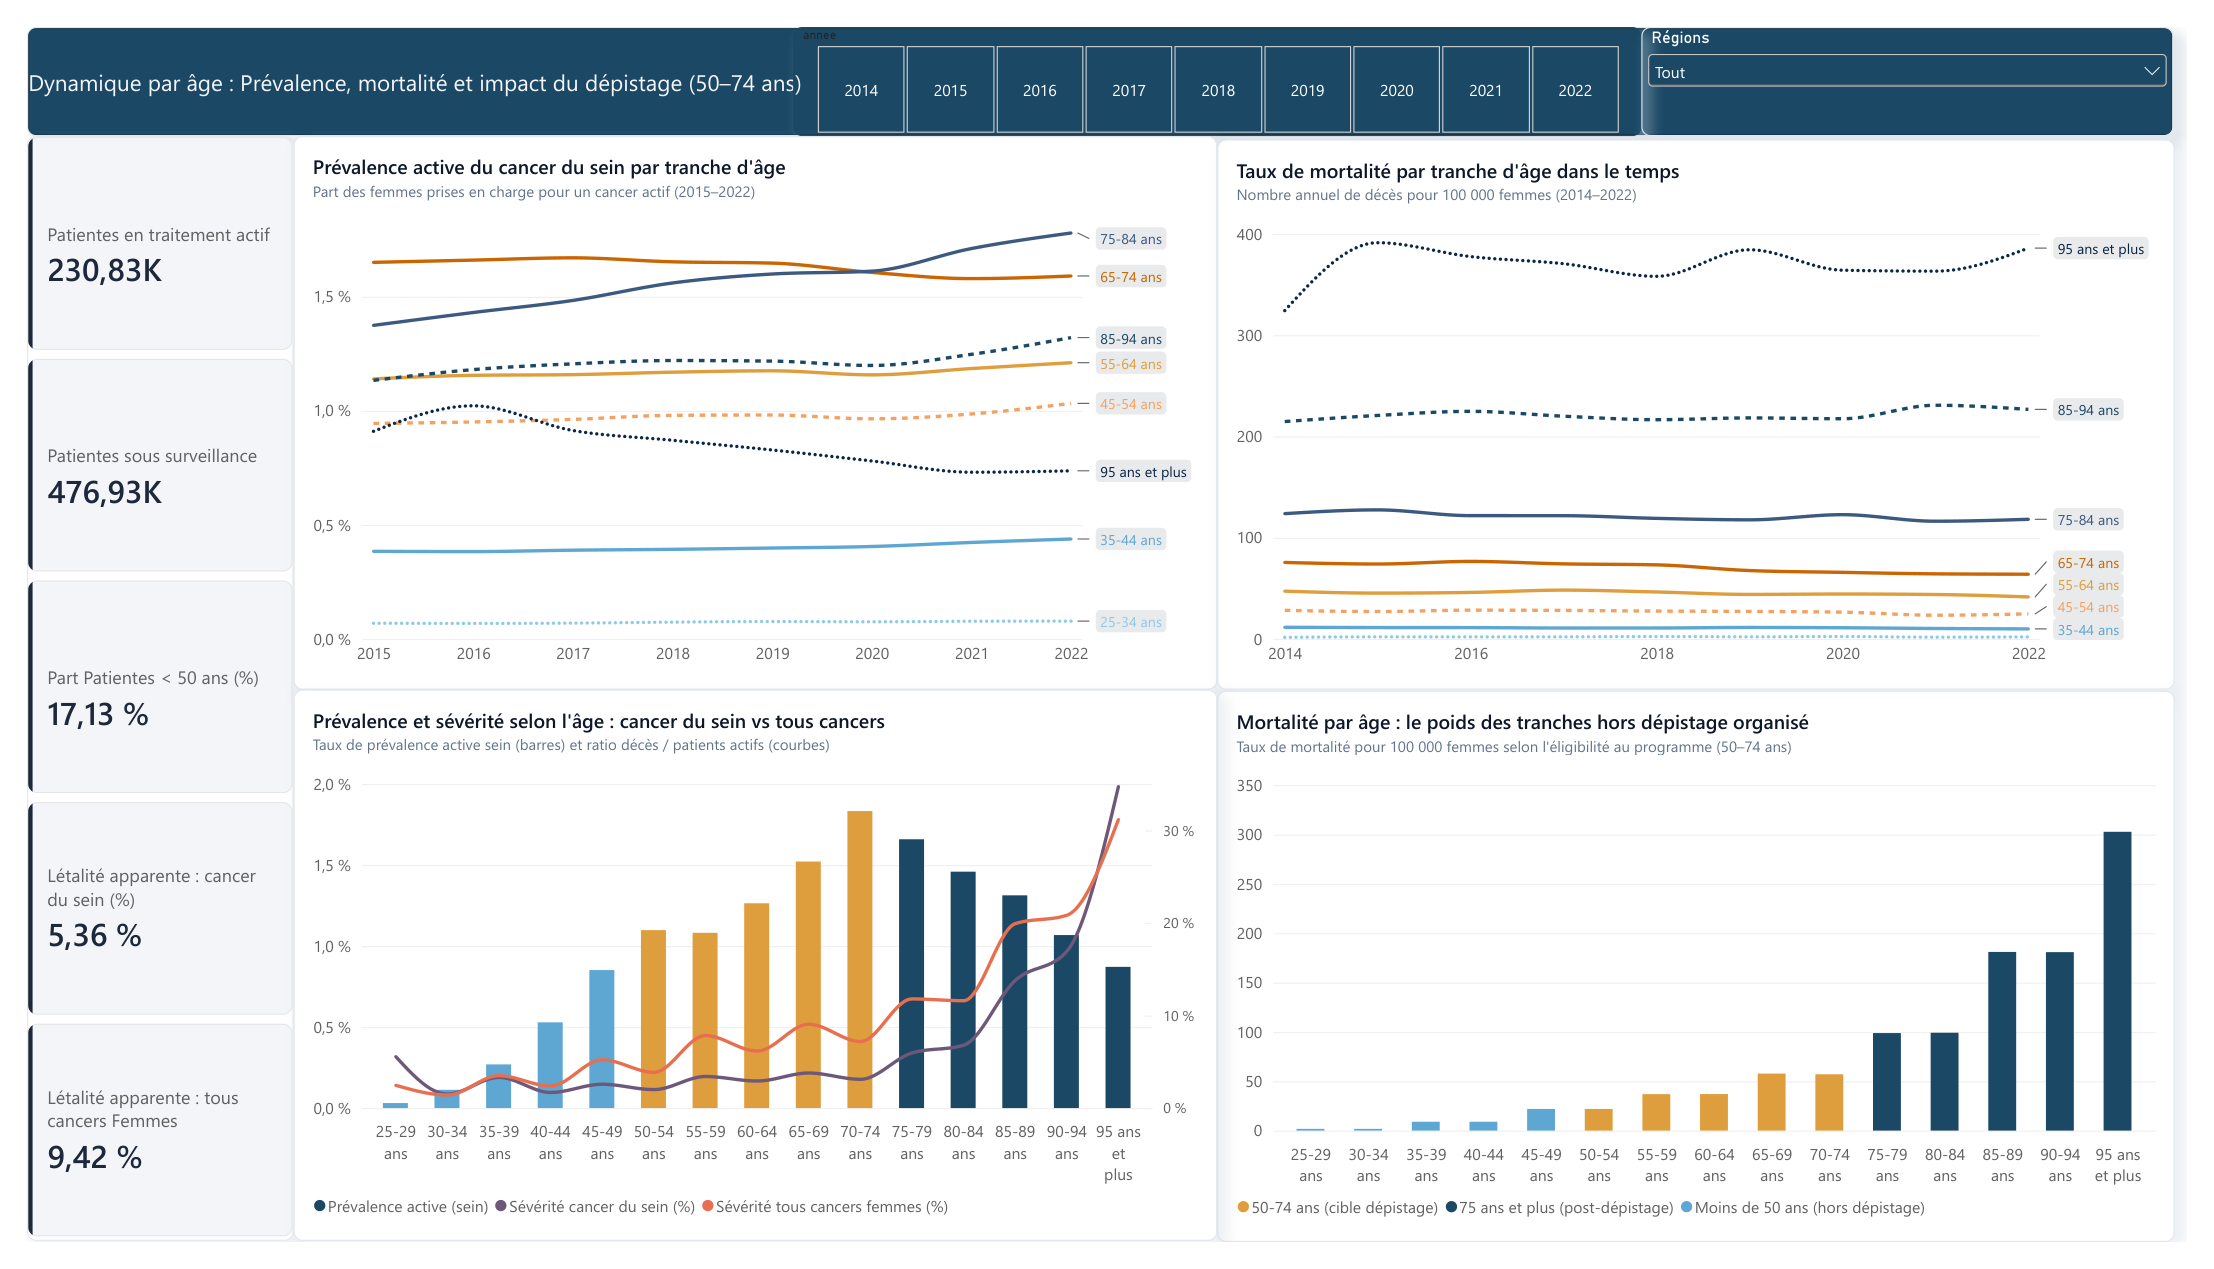 Dynamique par âge : Prévalence, mortalité et impact du dépistage (50–74 ans)
annee
2014
2015
2016
2017
2018
2019
2020
2021
2022
Régions
Tout
Patientes en traitement actif
230,83K
Patientes sous surveillance
476,93K
Part Patientes < 50 ans (%)
17,13 %
Létalité apparente : cancer
du sein (%)
5,36 %
Létalité apparente : tous
cancers Femmes
9,42 %
Prévalence active du cancer du sein par tranche d'âge
Part des femmes prises en charge pour un cancer actif (2015–2022)
1,5 %
1,0 %
0,5 %
0,0 %
2015
2016
2017
2018
2019
2020
2021
2022
75-84 ans
65-74 ans
85-94 ans
55-64 ans
45-54 ans
95 ans et plus
35-44 ans
25-34 ans
Taux de mortalité par tranche d'âge dans le temps
Nombre annuel de décès pour 100 000 femmes (2014–2022)
400
300
200
100
0
2014
2016
2018
2020
2022
95 ans et plus
85-94 ans
75-84 ans
65-74 ans
55-64 ans
45-54 ans
35-44 ans
Prévalence et sévérité selon l'âge : cancer du sein vs tous cancers
Taux de prévalence active sein (barres) et ratio décès / patients actifs (courbes)
2,0 %
1,5 %
1,0 %
0,5 %
0,0 %
30 %
20 %
10 %
0 %
25-29
ans
30-34
ans
35-39
ans
40-44
ans
45-49
ans
50-54
ans
55-59
ans
60-64
ans
65-69
ans
70-74
ans
75-79
ans
80-84
ans
85-89
ans
90-94
ans
95 ans
et
plus
Prévalence active (sein)
Sévérité cancer du sein (%)
Sévérité tous cancers femmes (%)
Mortalité par âge : le poids des tranches hors dépistage organisé
Taux de mortalité pour 100 000 femmes selon l'éligibilité au programme (50–74 ans)
350
300
250
200
150
100
50
0
25-29
ans
30-34
ans
35-39
ans
40-44
ans
45-49
ans
50-54
ans
55-59
ans
60-64
ans
65-69
ans
70-74
ans
75-79
ans
80-84
ans
85-89
ans
90-94
ans
95 ans
et plus
50-74 ans (cible dépistage)
75 ans et plus (post-dépistage)
Moins de 50 ans (hors dépistage)